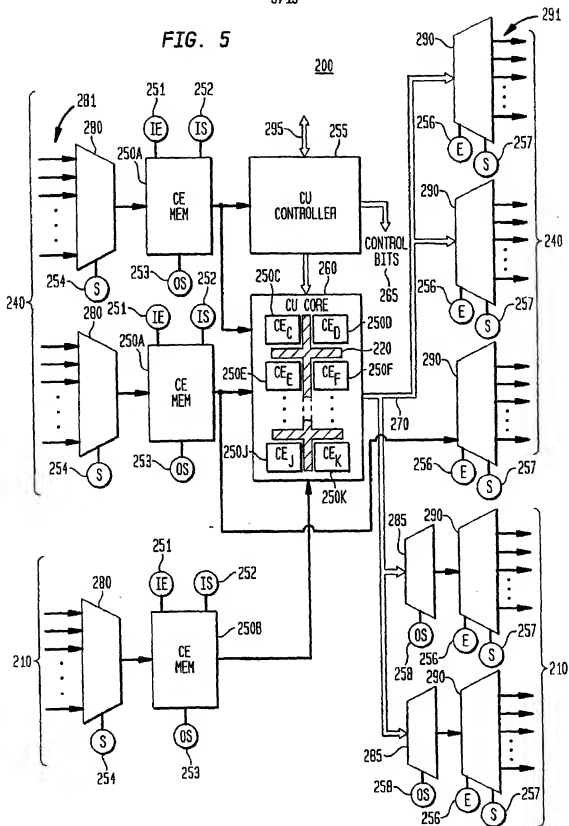 FIG. 5
200
290
291
281
280
251
252
250A
IE
IS
295
255
256
E
S
257
CE
MEM
CU
CONTROLLER
290
253
OS
254
S
CONTROL
BITS
265
240
240
251
252
250C
260
CU CORE
256
E
S
257
280
250A
IE
IS
CE C
CE D
250D
220
290
CE
MEM
250E
CE E
CE F
250F
270
250J
CE J
CE K
250K
254
S
253
OS
256
E
S
257
285
290
280
251
IE
IS
252
250B
CE
MEM
210
OS
258
256
E
S
257
210
290
254
S
OS
253
285
OS
258
256
E
S
257